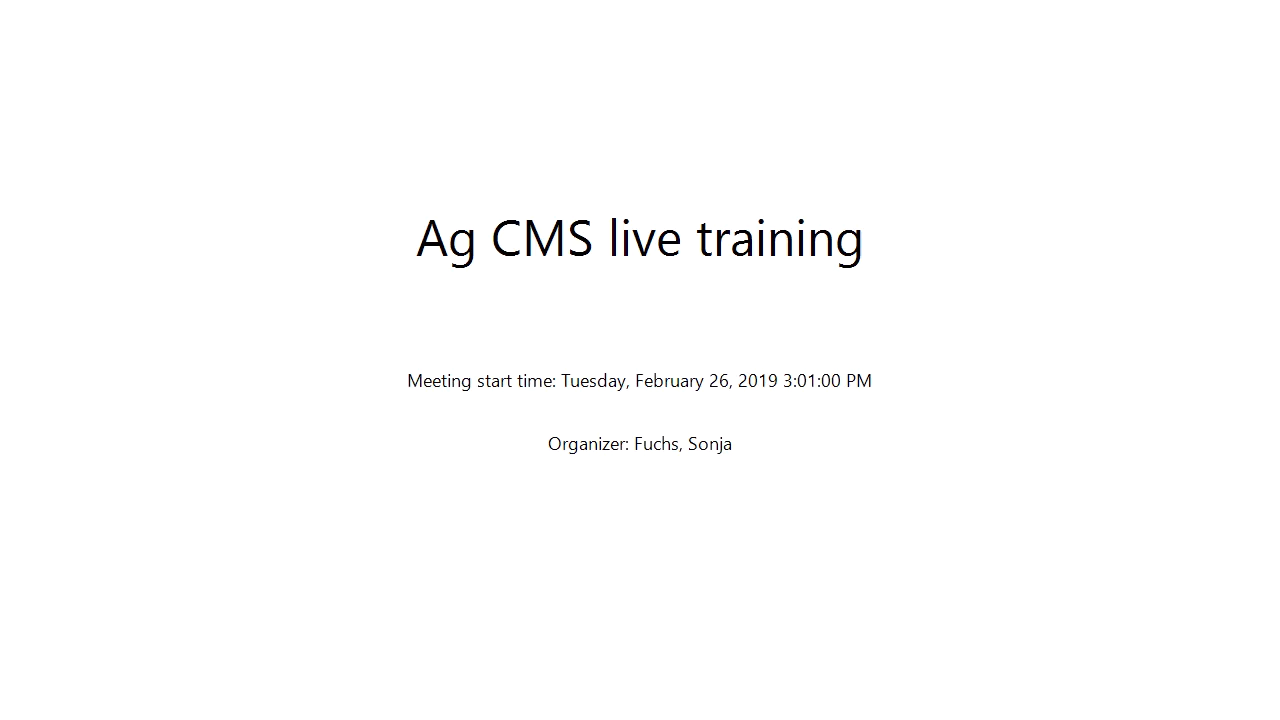 Ag CMS live training
Meeting start time: Tuesday, February 26, 2019 3:01:00 PM
Organizer: Fuchs, Sonja